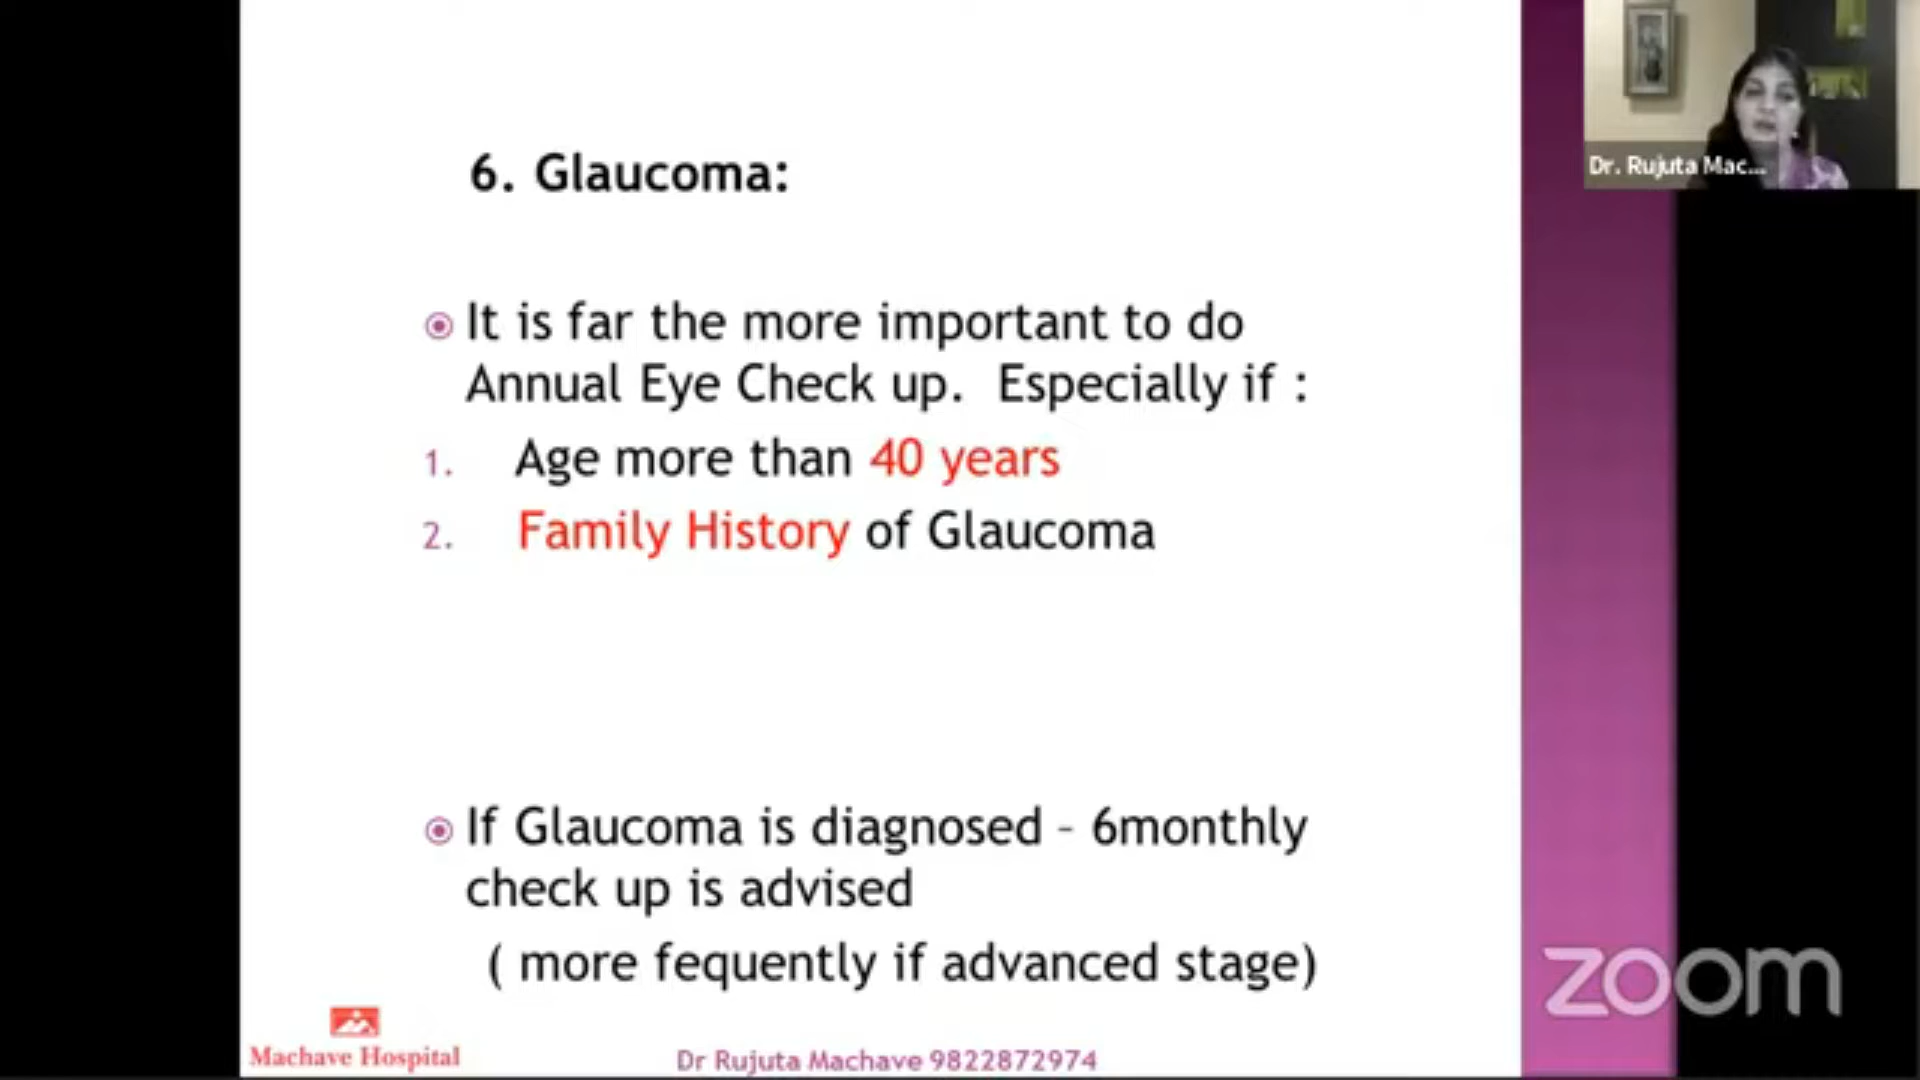 6. Glaucoma:
It is far the more important to do
Annual Eye Check up. Especially if :
1. Age more than 40 years
2. Family History of Glaucoma
If Glaucoma is diagnosed – 6monthly
check up is advised
( more fequently if advanced stage)
Machave Hospital
Dr Rujuta Machave 9822872974
Dr. Rujuta Mac...
zoom